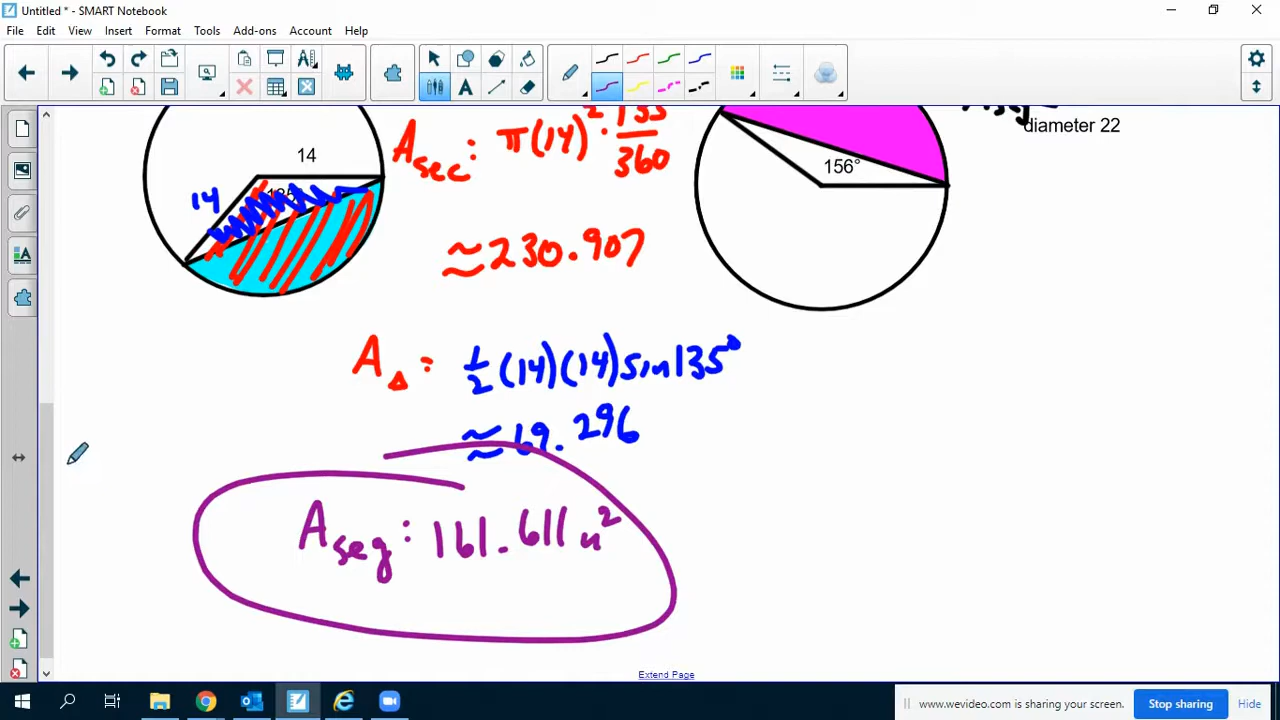 Untitled * - SMART Notebook
File Edit View Insert Format Tools Add-ons Account Help
14
14
A sec : π(14)² · 135/360
≈ 230.907
diameter 22
156°
A△ : ½(14)(14)sin135°
≈ 69.296
A seg : 161.611 u²
Extend Page
www.wevideo.com is sharing your screen.
Stop sharing
Hide